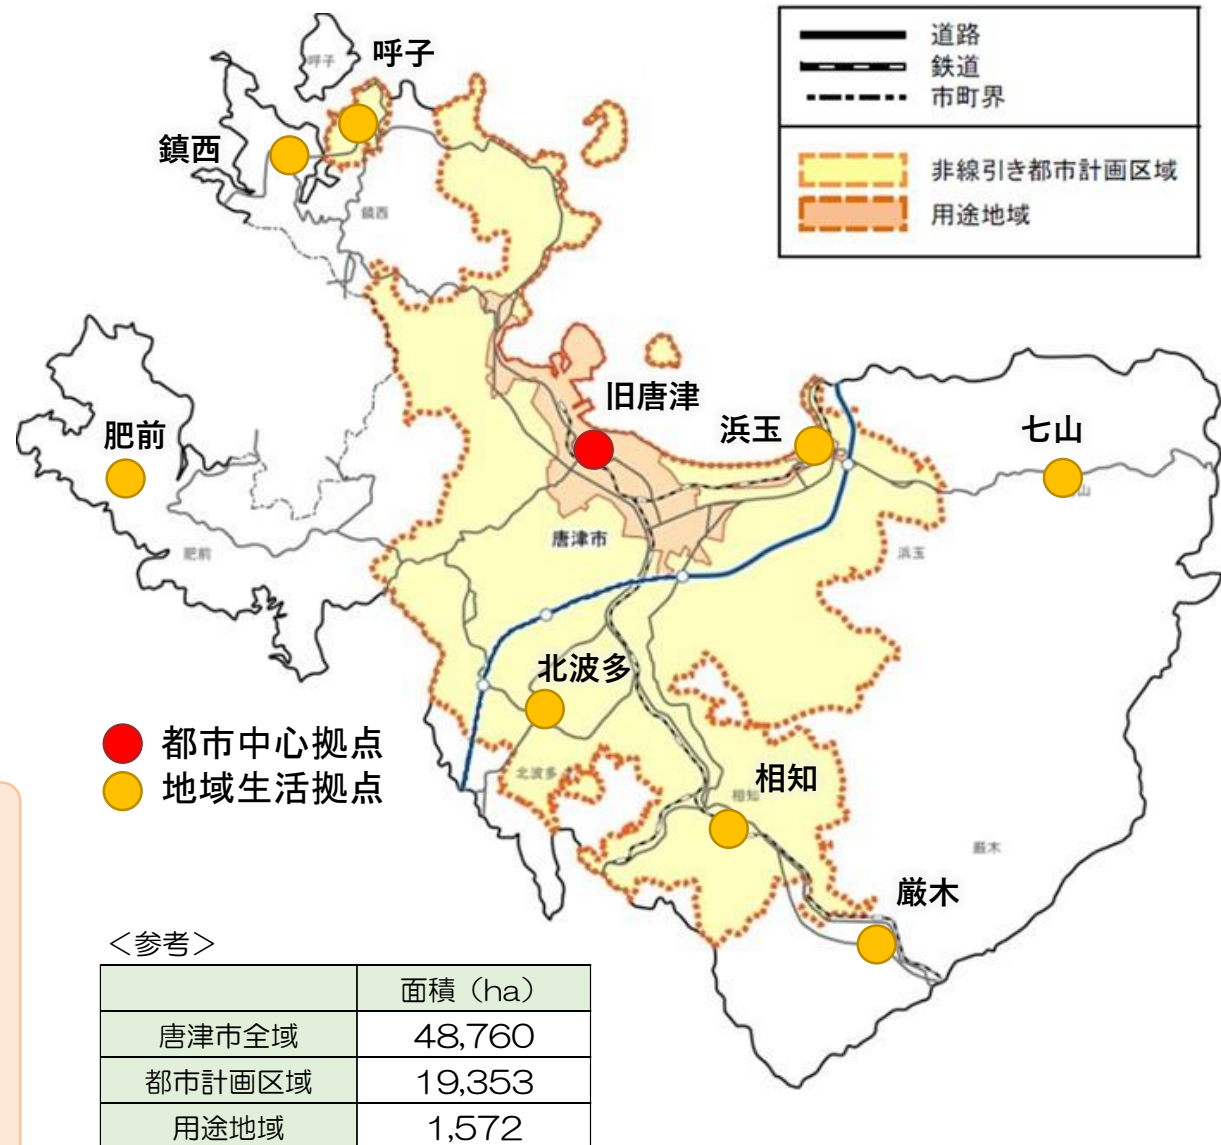 道路
鉄道
市町界
非線引き都市計画区域
用途地域
呼子
呼子
鎮西
鎮西
旧唐津
浜玉
七山
肥前
肥前
唐津市
浜玉
北波多
北波多
相知
相知
厳木
厳木
都市中心拠点
地域生活拠点
＜参考＞
面積（ha）
唐津市全域 48,760
都市計画区域 19,353
用途地域 1,572